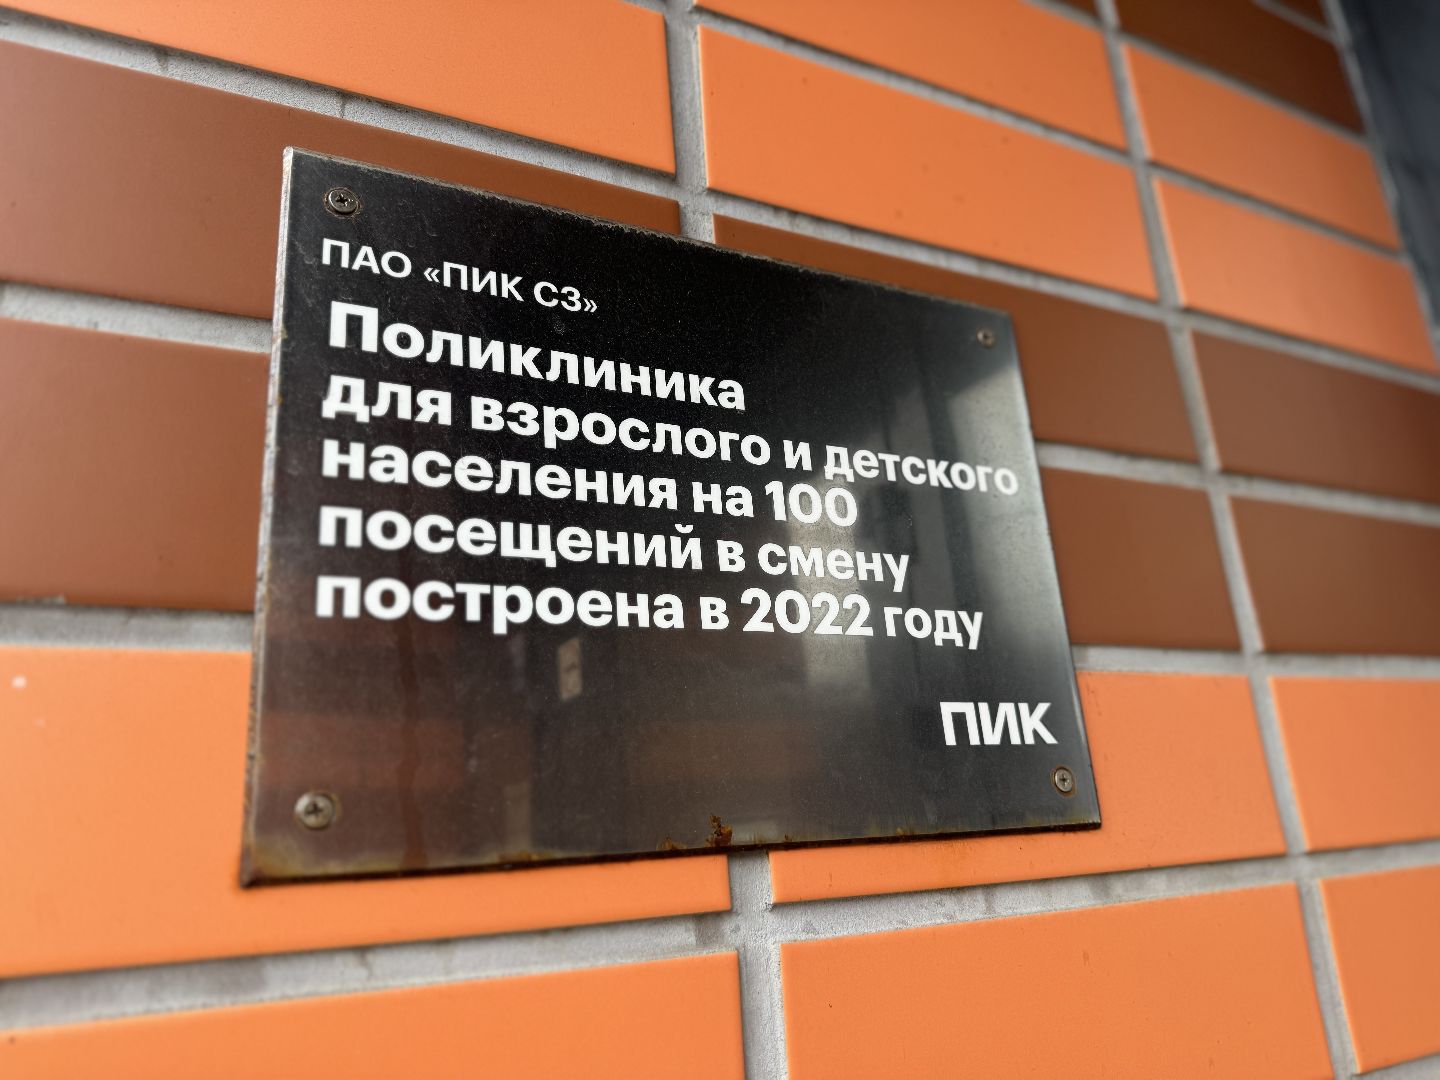 ПАО «ПИК СЗ»
Поликлиника
для взрослого и детского
населения на 100
посещений в смену
построена в 2022 году
ПИК